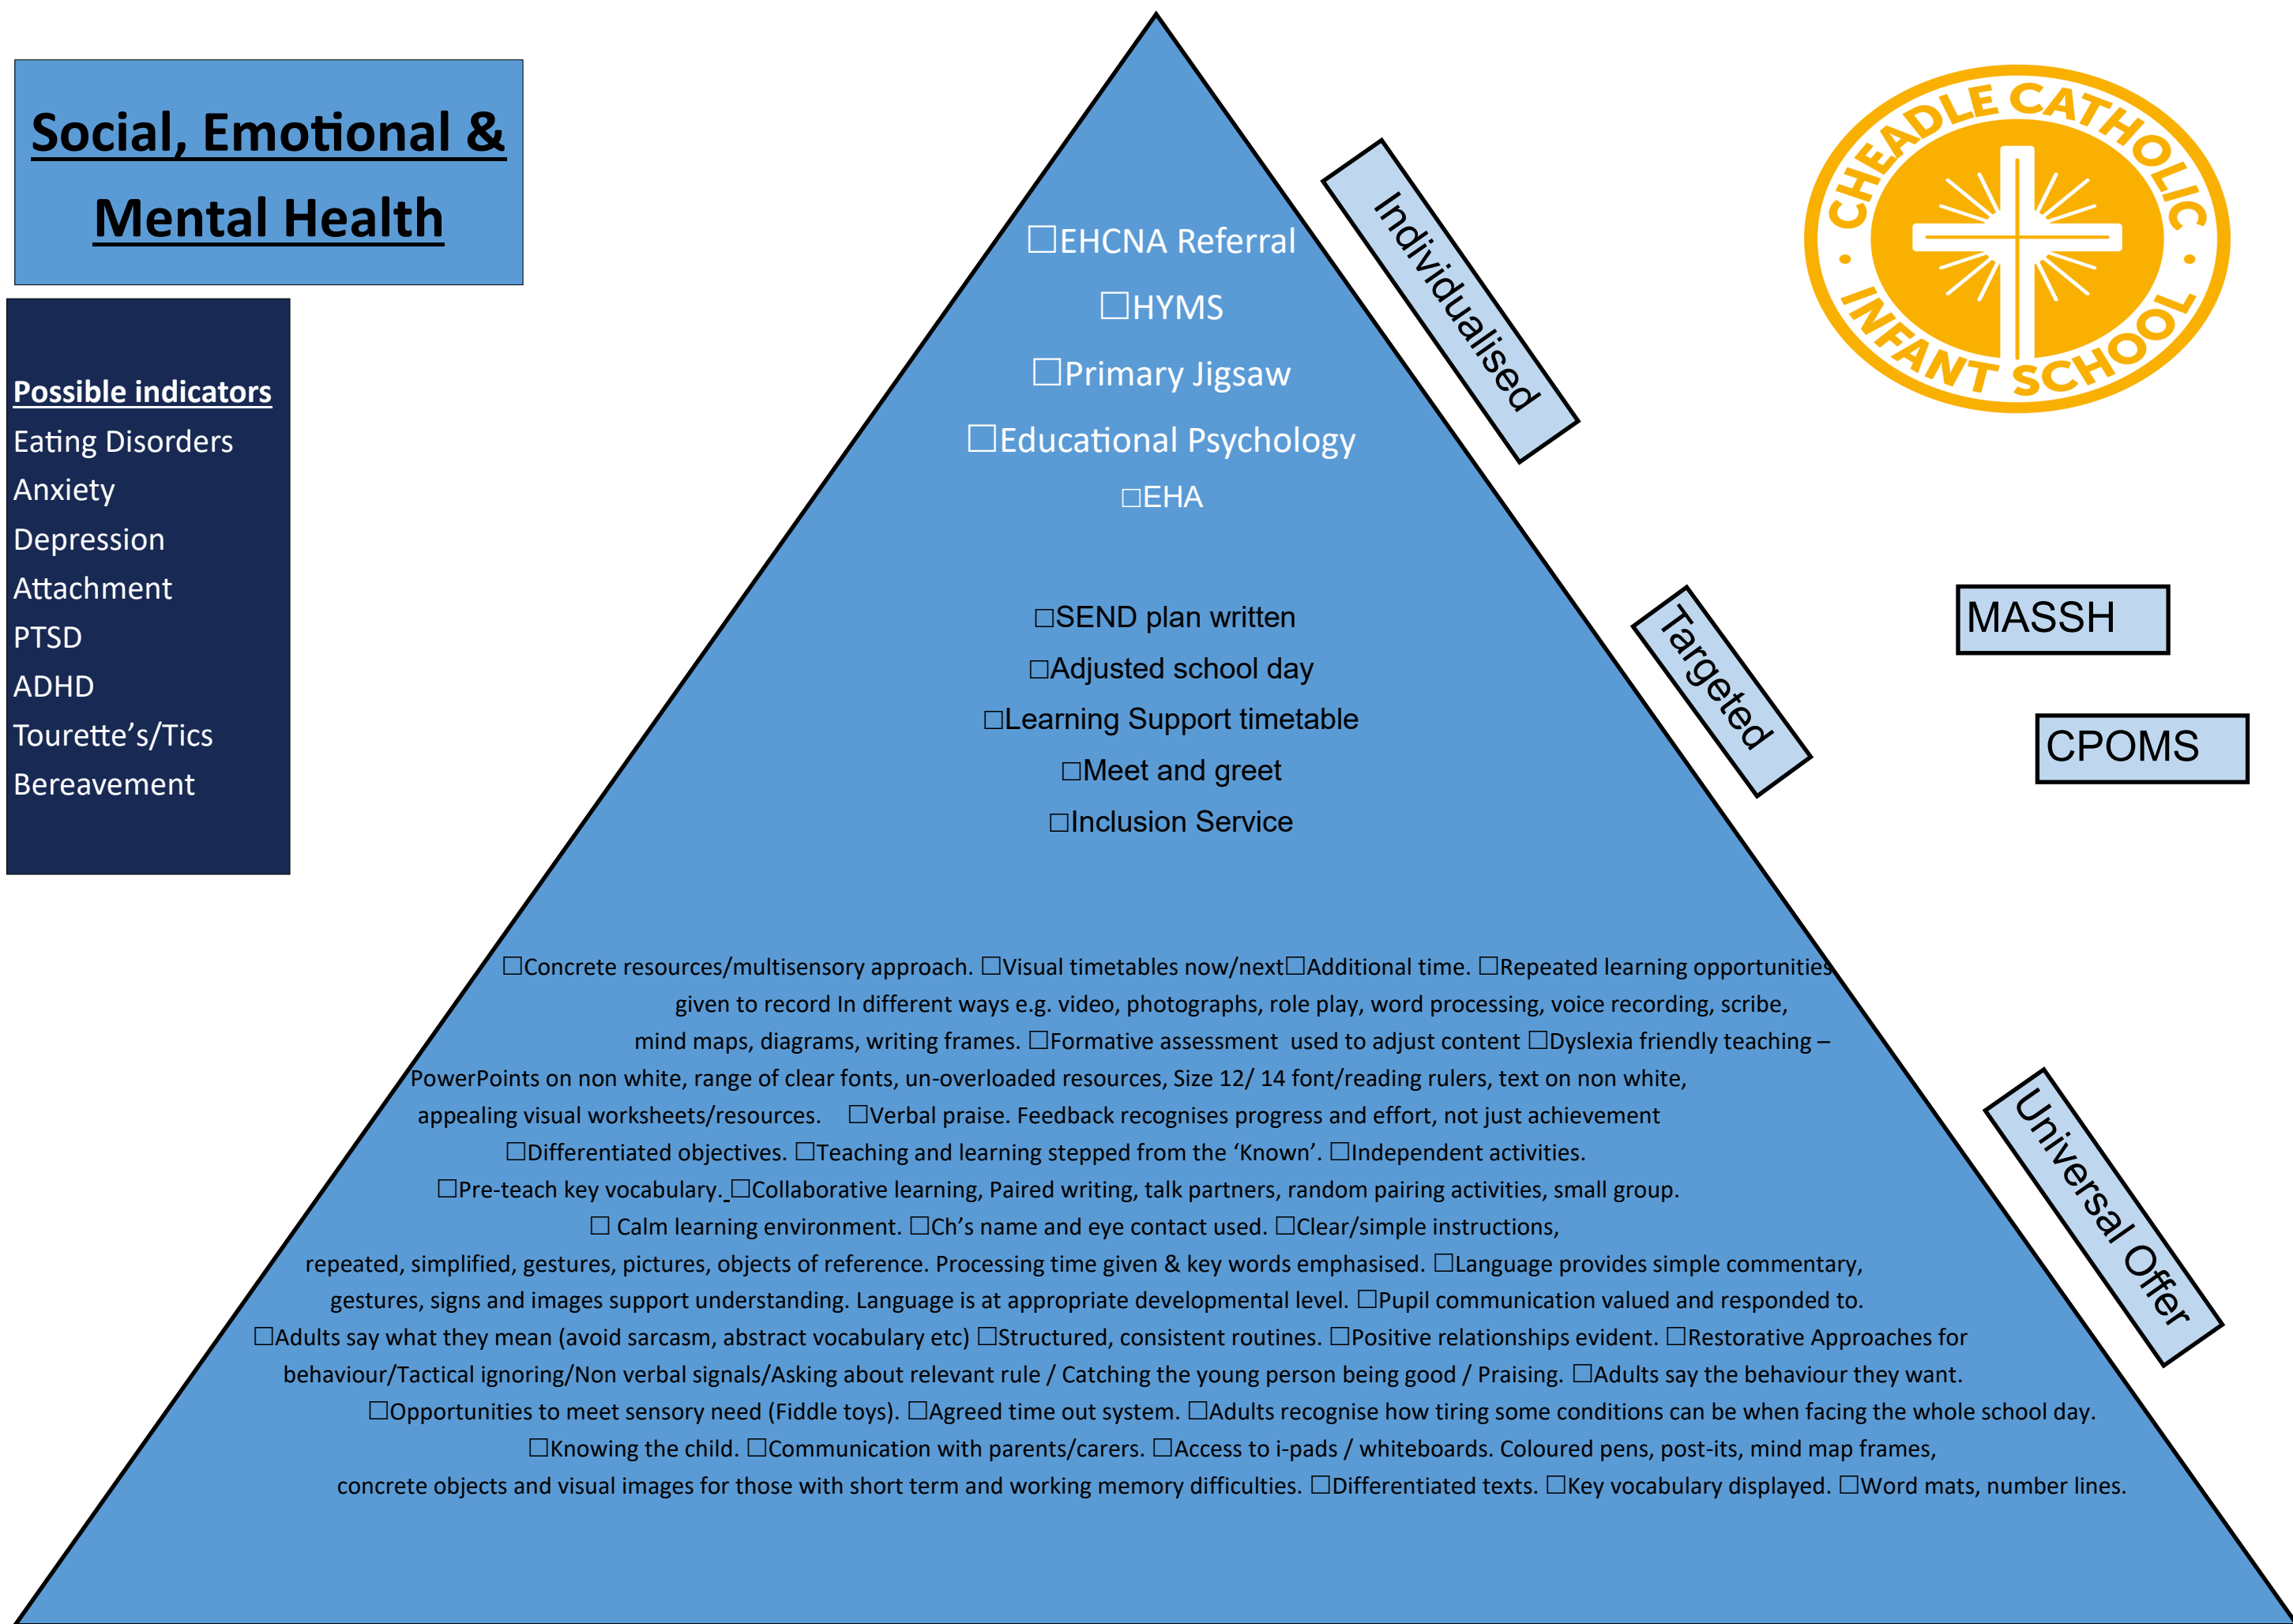 Social, Emotional &
Mental Health
Possible indicators
Eating Disorders
Anxiety
Depression
Attachment
PTSD
ADHD
Tourette’s/Tics
Bereavement
☐EHCNA Referral
☐HYMS
☐Primary Jigsaw
☐Educational Psychology
☐EHA
Individualised
CHEADLE CATHOLIC
INFANT SCHOOL
☐SEND plan written
☐Adjusted school day
☐Learning Support timetable
☐Meet and greet
☐Inclusion Service
Targeted
MASSH
CPOMS
☐Concrete resources/multisensory approach. ☐Visual timetables now/next☐Additional time. ☐Repeated learning opportunities
given to record In different ways e.g. video, photographs, role play, word processing, voice recording, scribe,
mind maps, diagrams, writing frames. ☐Formative assessment  used to adjust content ☐Dyslexia friendly teaching –
PowerPoints on non white, range of clear fonts, un-overloaded resources, Size 12/ 14 font/reading rulers, text on non white,
appealing visual worksheets/resources.   ☐Verbal praise. Feedback recognises progress and effort, not just achievement
☐Differentiated objectives. ☐Teaching and learning stepped from the ‘Known’. ☐Independent activities.
☐Pre-teach key vocabulary. ☐Collaborative learning, Paired writing, talk partners, random pairing activities, small group.
☐ Calm learning environment. ☐Ch’s name and eye contact used. ☐Clear/simple instructions,
repeated, simplified, gestures, pictures, objects of reference. Processing time given & key words emphasised. ☐Language provides simple commentary,
gestures, signs and images support understanding. Language is at appropriate developmental level. ☐Pupil communication valued and responded to.
☐Adults say what they mean (avoid sarcasm, abstract vocabulary etc) ☐Structured, consistent routines. ☐Positive relationships evident. ☐Restorative Approaches for
behaviour/Tactical ignoring/Non verbal signals/Asking about relevant rule / Catching the young person being good / Praising. ☐Adults say the behaviour they want.
☐Opportunities to meet sensory need (Fiddle toys). ☐Agreed time out system. ☐Adults recognise how tiring some conditions can be when facing the whole school day.
☐Knowing the child. ☐Communication with parents/carers. ☐Access to i-pads / whiteboards. Coloured pens, post-its, mind map frames,
concrete objects and visual images for those with short term and working memory difficulties. ☐Differentiated texts. ☐Key vocabulary displayed. ☐Word mats, number lines.
Universal Offer